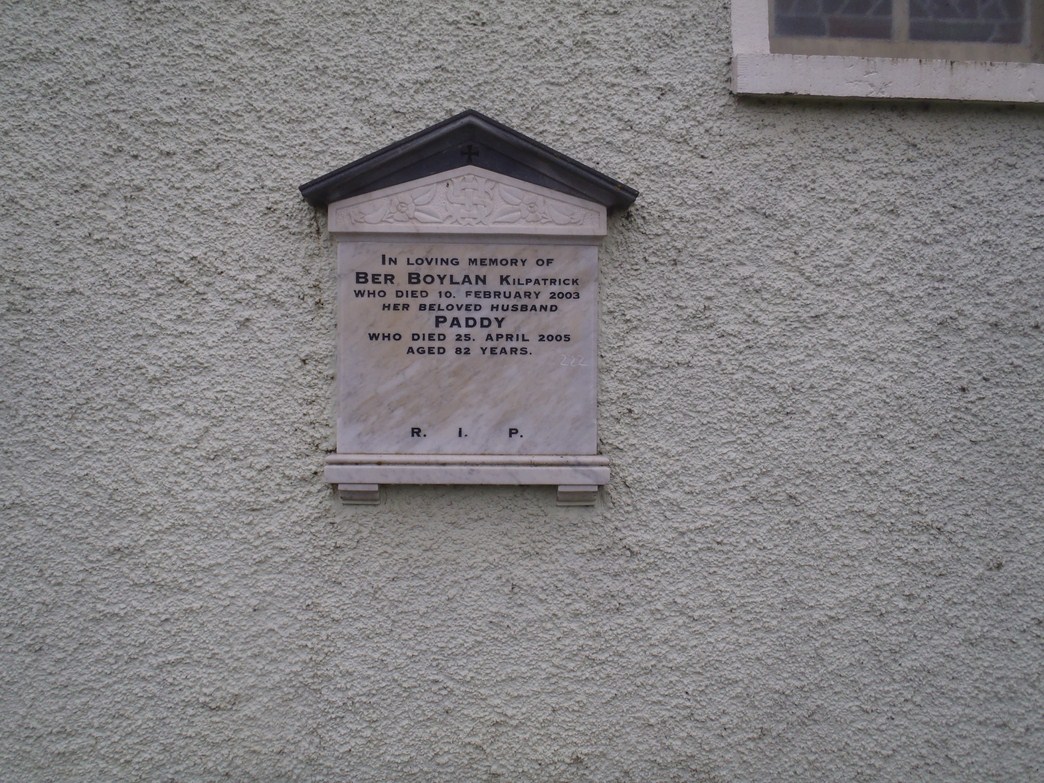 IN LOVING MEMORY OF
BER BOYLAN KILPATRICK
WHO DIED 10. FEBRUARY 2003
HER BELOVED HUSBAND
PADDY
WHO DIED 25. APRIL 2005
AGED 82 YEARS.
R. I. P.